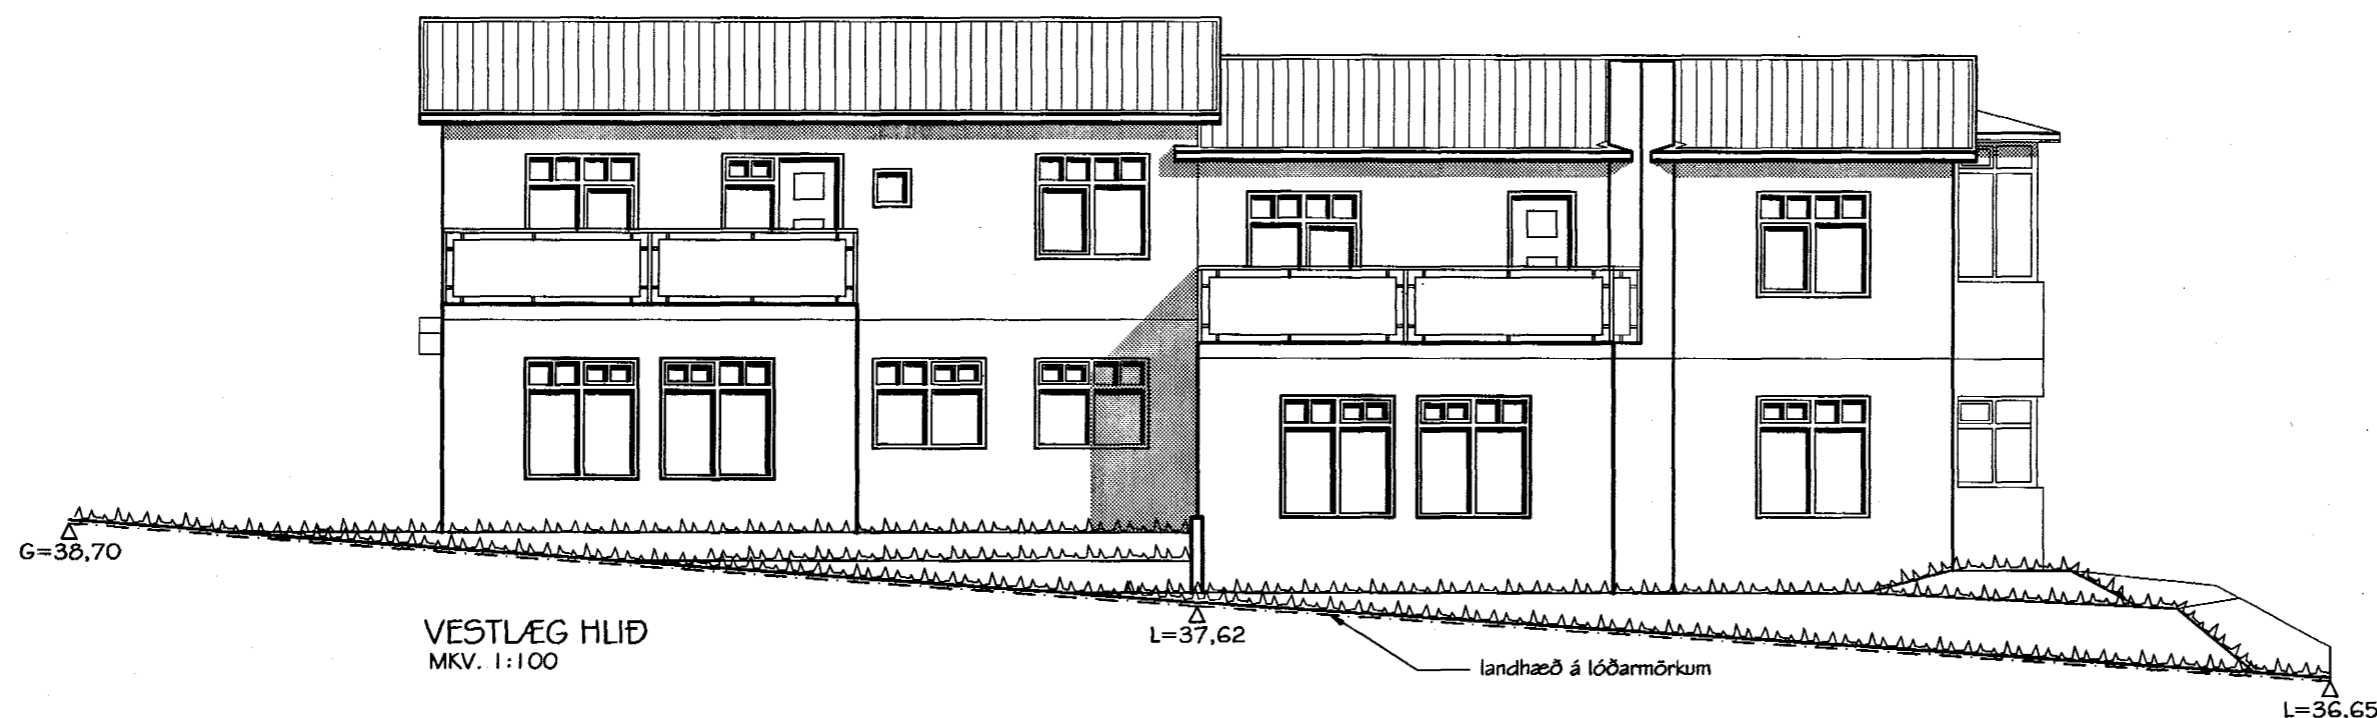 G=38,70
VESTLÆG HLIÐ
MKV. 1:100
L=37,62
landhæð á lóðarmörkum
L=36,65